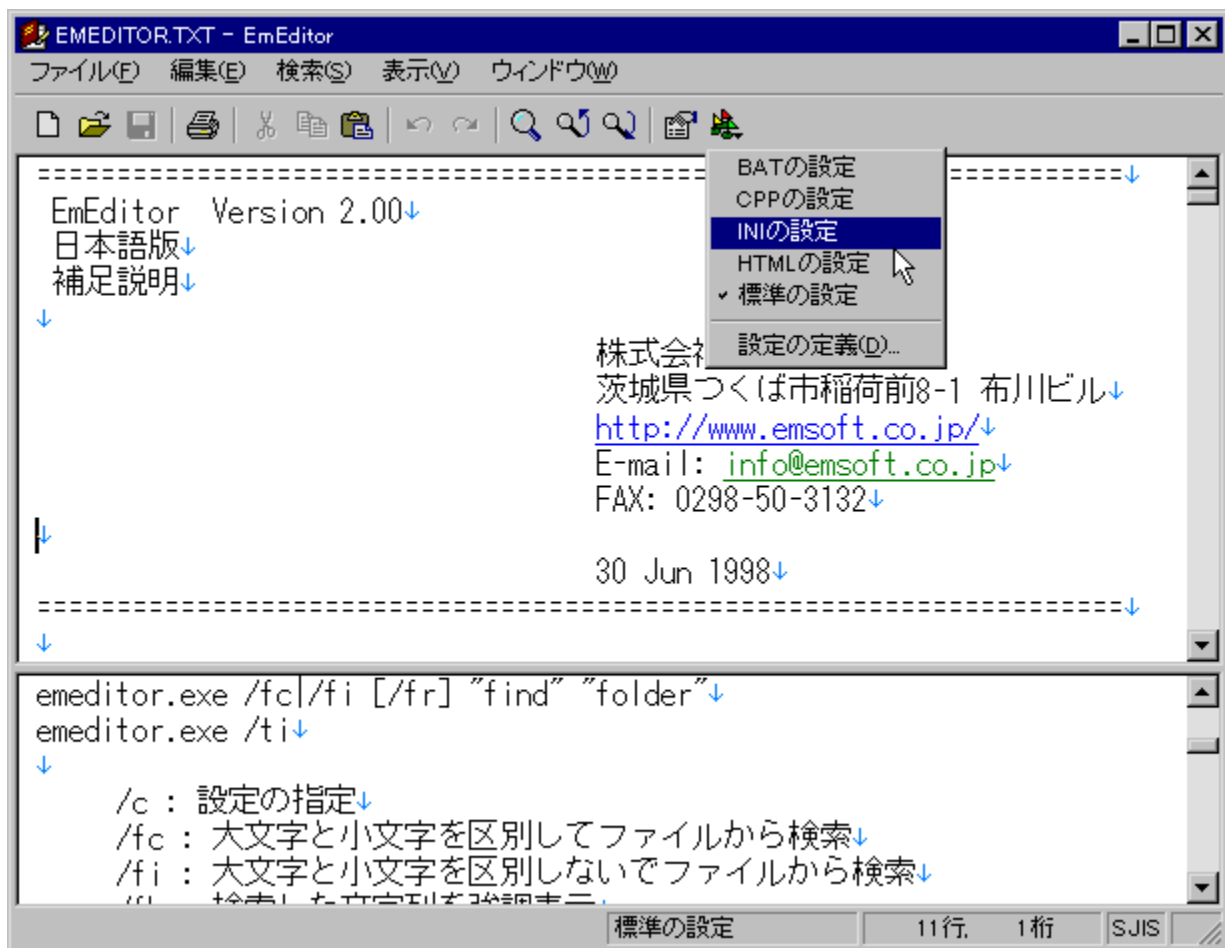 EMEDITOR.TXT - EmEditor
ファイル(F) 編集(E) 検索(S) 表示(V) ウィンドウ(W)
BATの設定
CPPの設定
INIの設定
HTMLの設定
✓ 標準の設定
設定の定義(D)...
====================================================================↓
EmEditor Version 2.00↓
日本語版↓
補足説明↓
↓
株式会
茨城県つくば市稲荷前8-1 布川ビル↓
http://www.emsoft.co.jp/↓
E-mail: info@emsoft.co.jp↓
FAX: 0298-50-3132↓
↓
30 Jun 1998↓
====================================================================↓
↓
emeditor.exe /fc|/fi [/fr] "find" "folder"↓
emeditor.exe /ti↓
↓
/c : 設定の指定↓
/fc : 大文字と小文字を区別してファイルから検索↓
/fi : 大文字と小文字を区別しないでファイルから検索↓
標準の設定 11行, 1桁 SJIS